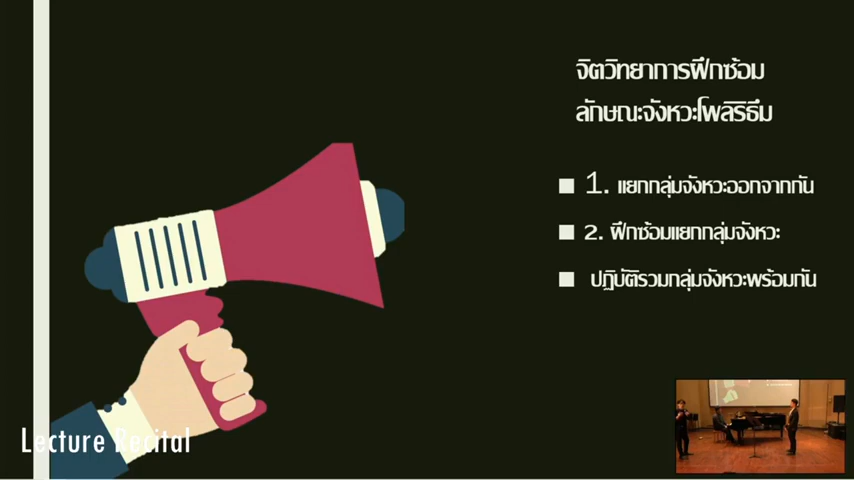 จิตวิทยาการฝึกซ้อม
ลักษณะจังหวะโพลิริธึม
1. แยกกลุ่มจังหวะออกจากกัน
2. ฝึกซ้อมแยกกลุ่มจังหวะ
ปฏิบัติรวมกลุ่มจังหวะพร้อมกัน
Lecture Recital